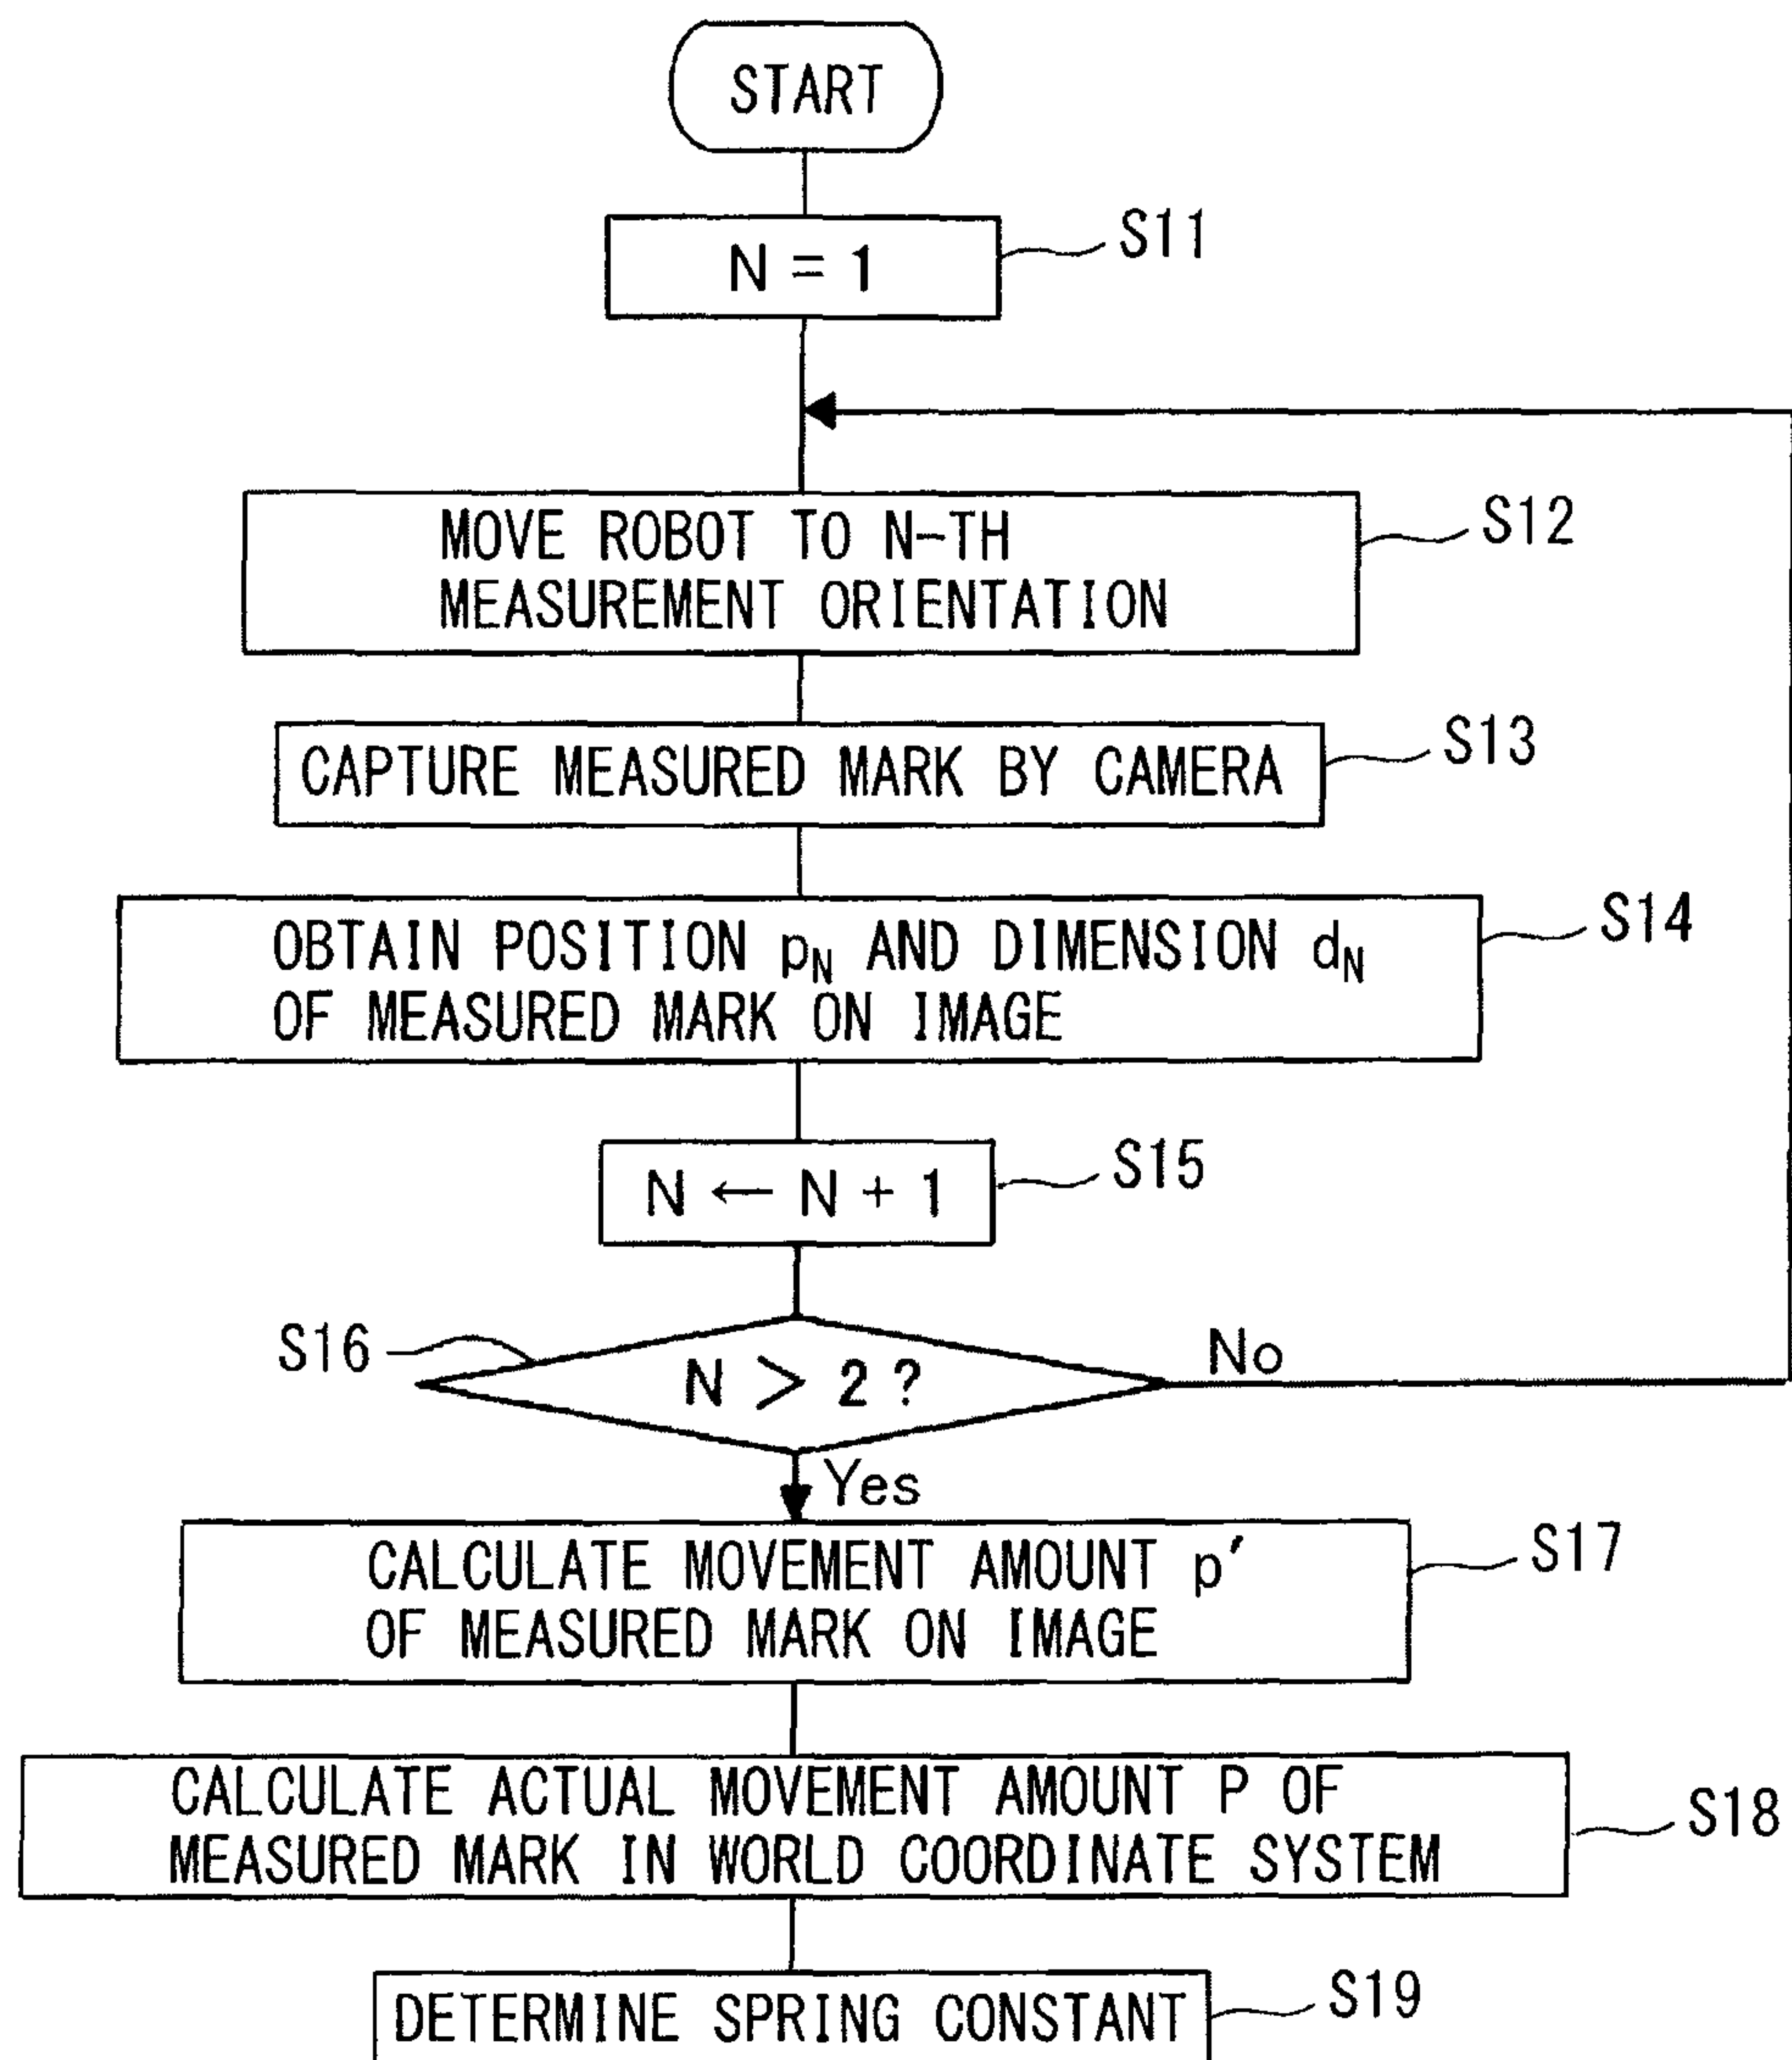 START
N = 1
S11
MOVE ROBOT TO N-TH
MEASUREMENT ORIENTATION
S12
CAPTURE MEASURED MARK BY CAMERA
S13
OBTAIN POSITION pN AND DIMENSION dN
OF MEASURED MARK ON IMAGE
S14
N ← N + 1
S15
S16
N > 2 ?
No
Yes
CALCULATE MOVEMENT AMOUNT p′
OF MEASURED MARK ON IMAGE
S17
CALCULATE ACTUAL MOVEMENT AMOUNT P OF
MEASURED MARK IN WORLD COORDINATE SYSTEM
S18
DETERMINE SPRING CONSTANT
S19